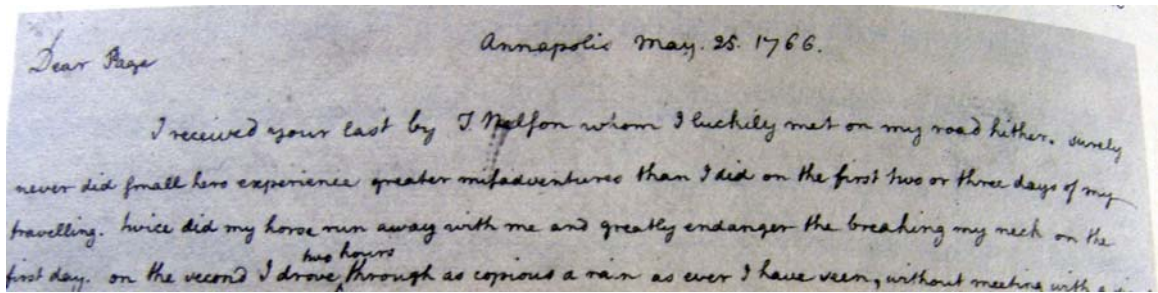 Annapolis May. 25. 1766.
Dear Page
I received your last by T. Nelson whom I luckily met on my road hither. surely
never did small hero experience greater misadventures than I did on the first two or three days of my
travelling. twice did my horse run away with me and greatly endanger the breaking my neck on the
first day. on the second I drove two hours through as copious a rain as ever I have seen, without meeting with a